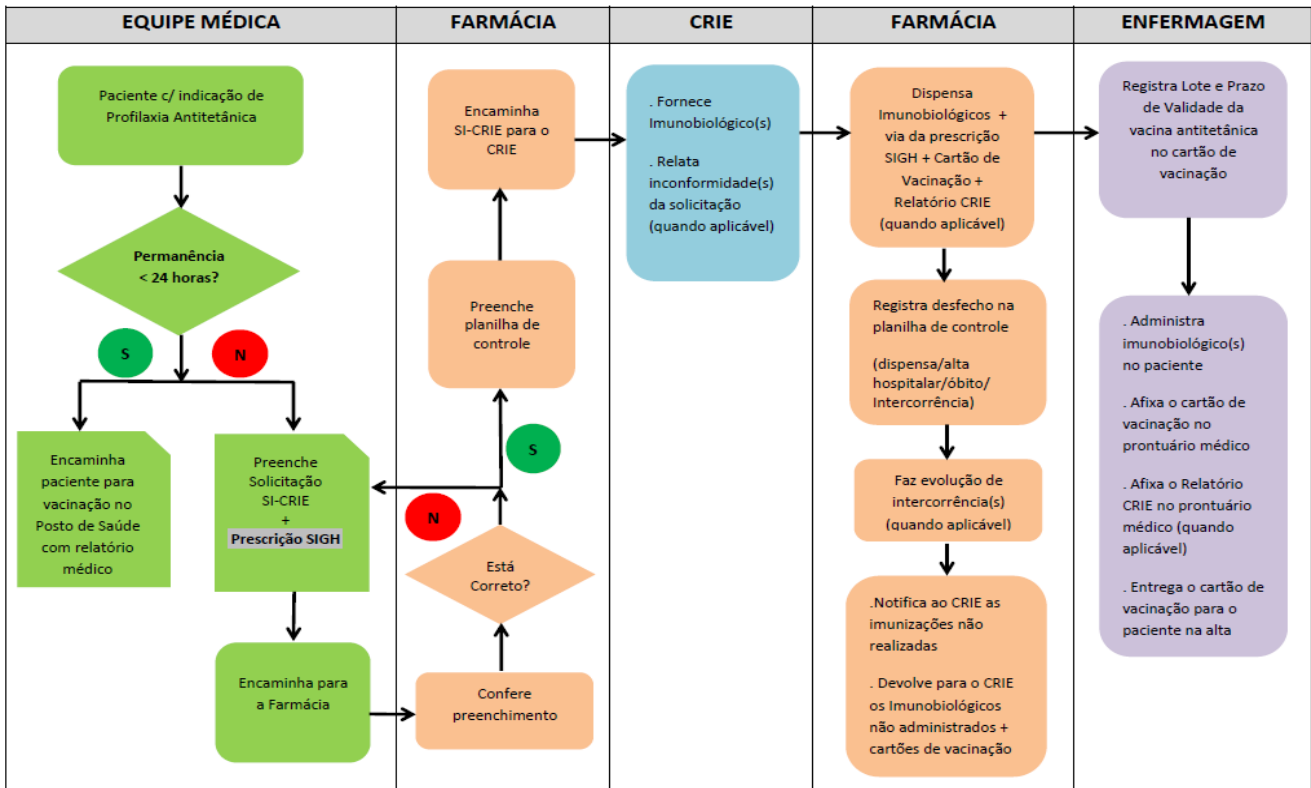 EQUIPE MÉDICA
FARMÁCIA
CRIE
FARMÁCIA
ENFERMAGEM
Paciente c/ indicação de
Profilaxia Antitetânica
Permanência
< 24 horas?
S
N
Encaminha
paciente para
vacinação no
Posto de Saúde
com relatório
médico
Preenche
Solicitação
SI-CRIE
+
Prescrição SIGH
Encaminha para
a Farmácia
Encaminha
SI-CRIE para o
CRIE
Preenche
planilha de
controle
S
N
Está
Correto?
Confere
preenchimento
. Fornece
Imunobiológico(s)
. Relata
inconformidade(s)
da solicitação
(quando aplicável)
Dispensa
Imunobiológicos +
via da prescrição
SIGH + Cartão de
Vacinação +
Relatório CRIE
(quando aplicável)
Registra desfecho na
planilha de controle
(dispensa/alta
hospitalar/óbito/
Intercorrência)
Faz evolução de
intercorrência(s)
(quando aplicável)
.Notifica ao CRIE as
imunizações não
realizadas
. Devolve para o CRIE
os Imunobiológicos
não administrados +
cartões de vacinação
Registra Lote e Prazo
de Validade da
vacina antitetânica
no cartão de
vacinação
. Administra
imunobiológico(s)
no paciente
. Afixa o cartão de
vacinação no
prontuário médico
. Afixa o Relatório
CRIE no prontuário
médico (quando
aplicável)
. Entrega o cartão de
vacinação para o
paciente na alta